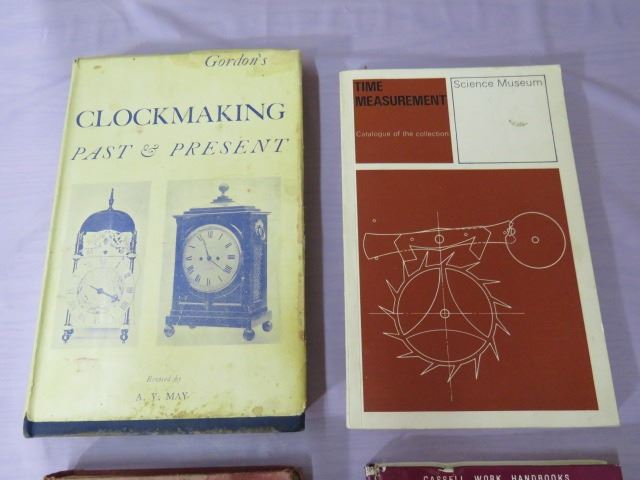 Gordon's
CLOCKMAKING
PAST & PRESENT
Revised by
A. V. MAY
TIME
MEASUREMENT
Catalogue of the collection
Science Museum
CASSELL WORK HANDBOOKS